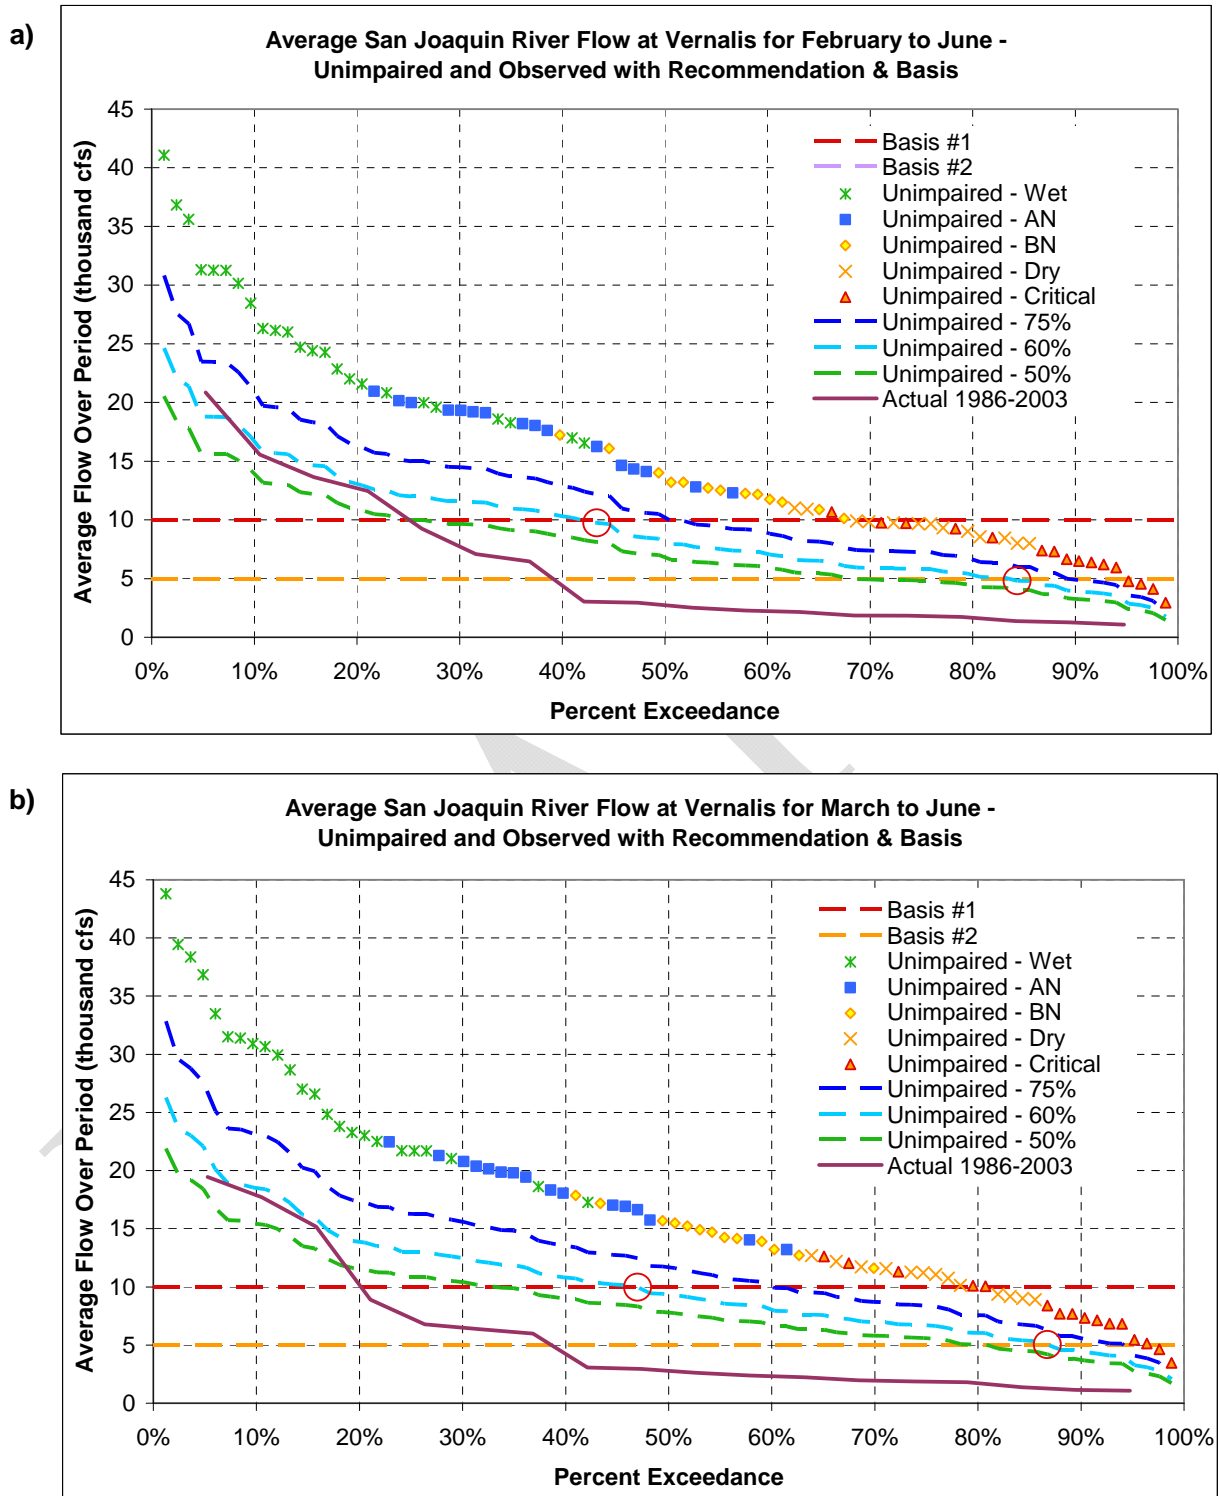 a)
Average San Joaquin River Flow at Vernalis for February to June -
Unimpaired and Observed with Recommendation & Basis
Average Flow Over Period (thousand cfs)
45
40
35
30
25
20
15
10
5
0
Basis #1
Basis #2
Unimpaired - Wet
Unimpaired - AN
Unimpaired - BN
Unimpaired - Dry
Unimpaired - Critical
Unimpaired - 75%
Unimpaired - 60%
Unimpaired - 50%
Actual 1986-2003
0% 10% 20% 30% 40% 50% 60% 70% 80% 90% 100%
Percent Exceedance
b)
Average San Joaquin River Flow at Vernalis for March to June -
Unimpaired and Observed with Recommendation & Basis
Average Flow Over Period (thousand cfs)
45
40
35
30
25
20
15
10
5
0
Basis #1
Basis #2
Unimpaired - Wet
Unimpaired - AN
Unimpaired - BN
Unimpaired - Dry
Unimpaired - Critical
Unimpaired - 75%
Unimpaired - 60%
Unimpaired - 50%
Actual 1986-2003
0% 10% 20% 30% 40% 50% 60% 70% 80% 90% 100%
Percent Exceedance